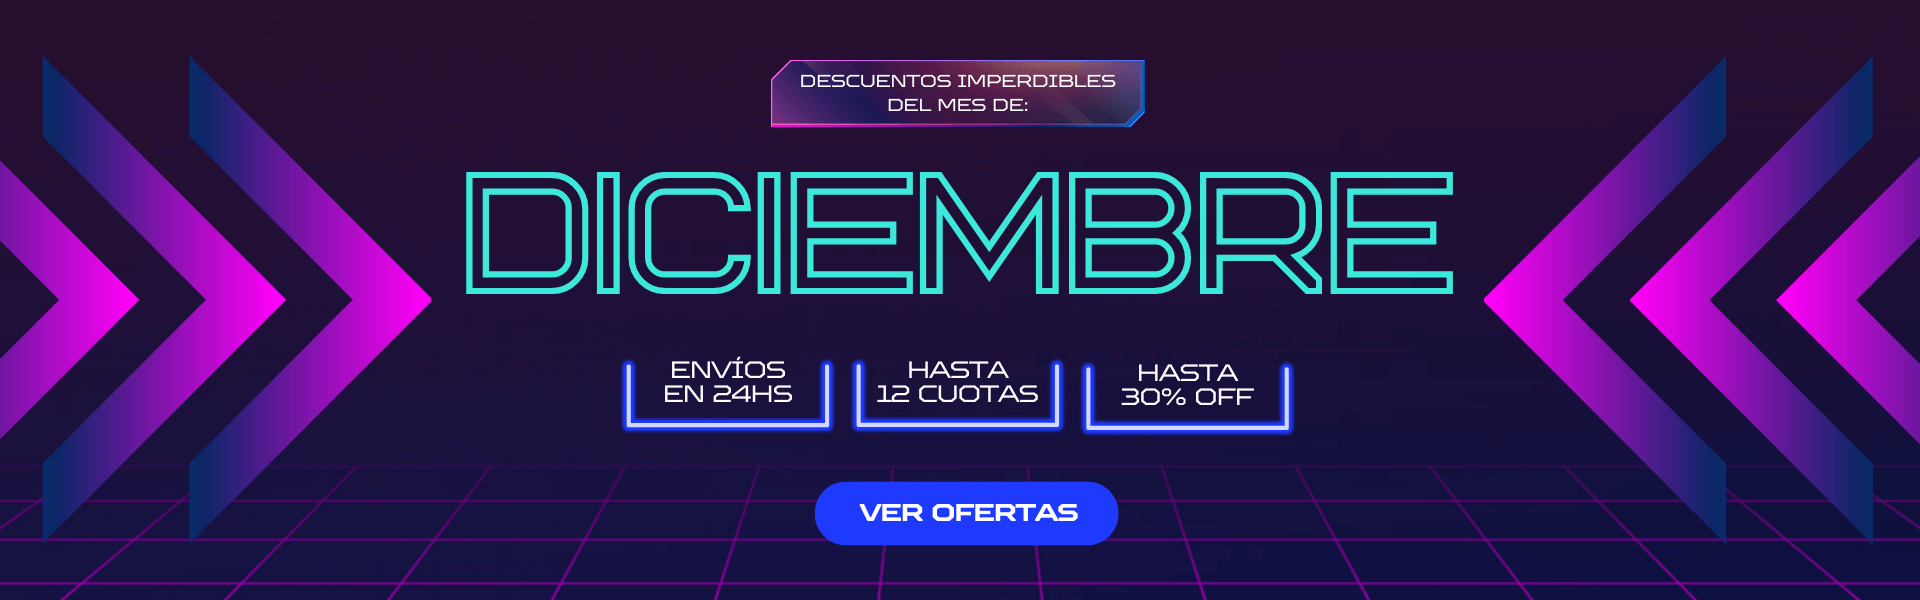 DESCUENTOS IMPERDIBLES
DEL MES DE:
DICIEMBRE
ENVÍOS
EN 24HS
HASTA
12 CUOTAS
HASTA
30% OFF
VER OFERTAS